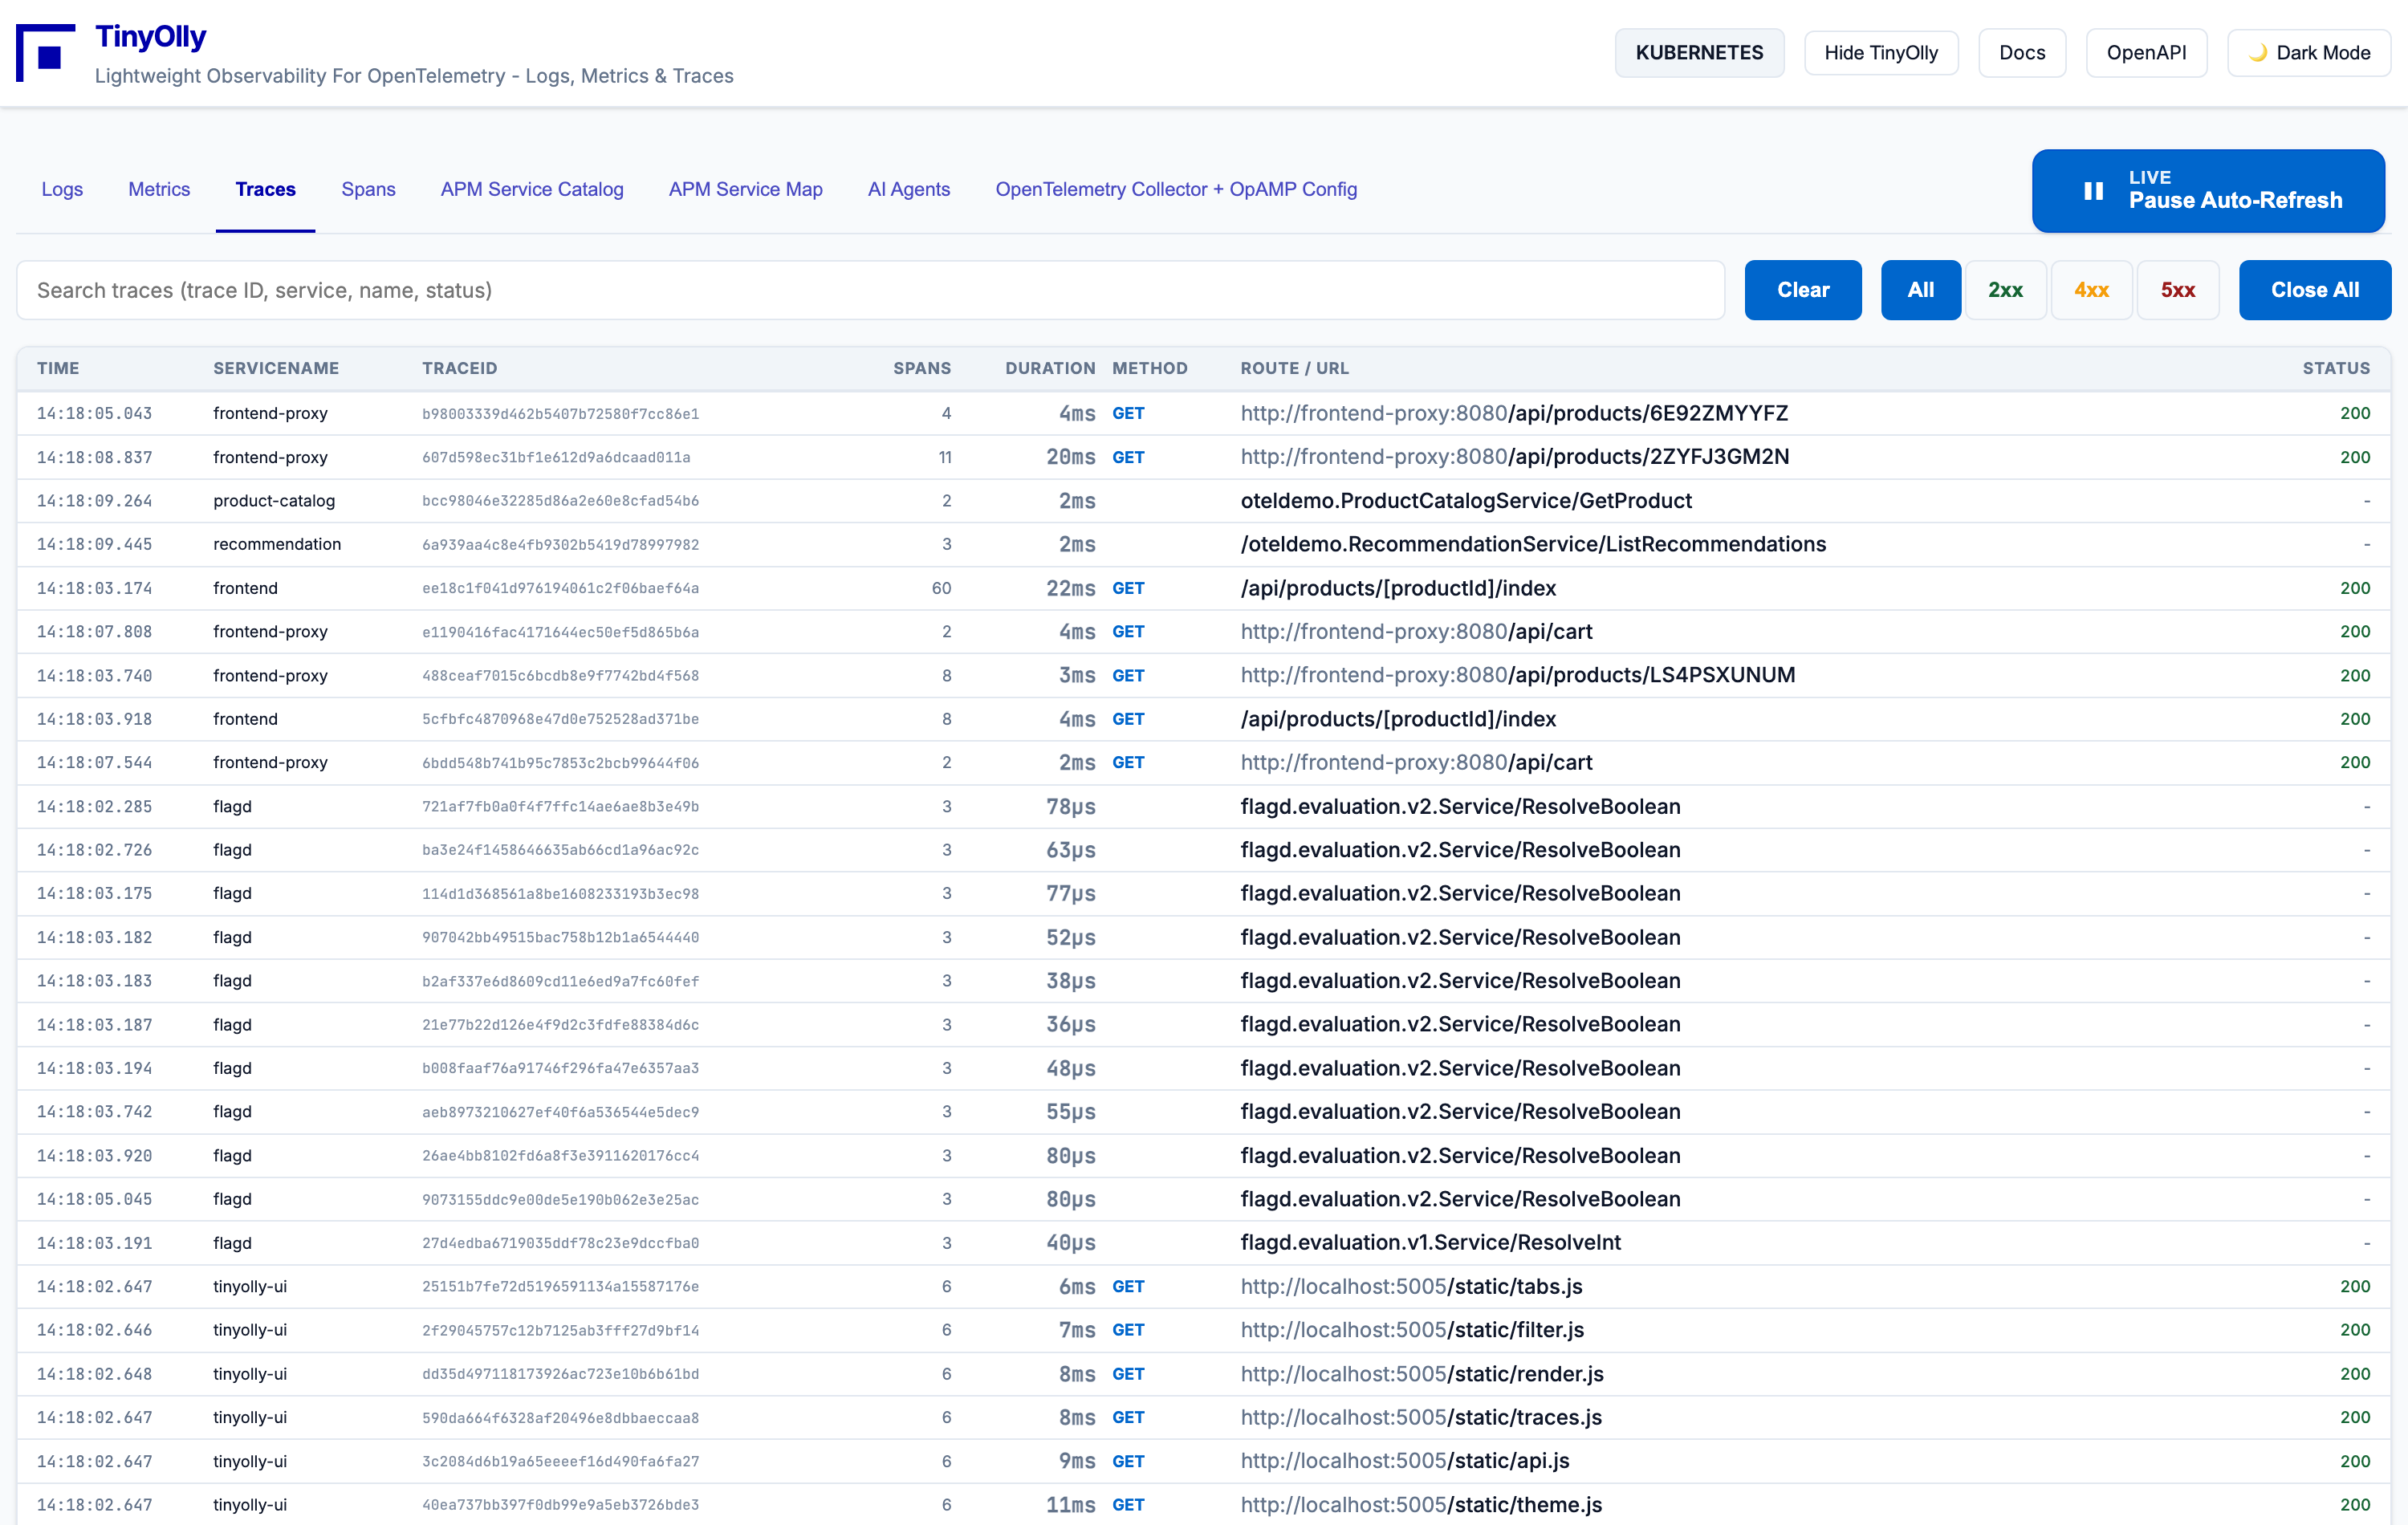 TinyOlly
Lightweight Observability For OpenTelemetry - Logs, Metrics & Traces
KUBERNETES Hide TinyOlly Docs OpenAPI 🌙 Dark Mode
Logs Metrics Traces Spans APM Service Catalog APM Service Map AI Agents OpenTelemetry Collector + OpAMP Config
LIVE
Pause Auto-Refresh
Search traces (trace ID, service, name, status) Clear All 2xx 4xx 5xx Close All
TIME SERVICENAME TRACEID SPANS DURATION METHOD ROUTE / URL STATUS
14:18:05.043 frontend-proxy b98003339d462b5407b72580f7cc86e1 4 4ms GET http://frontend-proxy:8080/api/products/6E92ZMYYFZ 200
14:18:08.837 frontend-proxy 607d598ec31bf1e612d9a6dcaad011a 11 20ms GET http://frontend-proxy:8080/api/products/2ZYFJ3GM2N 200
14:18:09.264 product-catalog bcc98046e32285d86a2e60e8cfad54b6 2 2ms oteldemo.ProductCatalogService/GetProduct -
14:18:09.445 recommendation 6a939aa4c8e4fb9302b5419d78997982 3 2ms /oteldemo.RecommendationService/ListRecommendations -
14:18:03.174 frontend ee18c1f041d976194061c2f06baef64a 60 22ms GET /api/products/[productId]/index 200
14:18:07.808 frontend-proxy e1190416fac4171644ec50ef5d865b6a 2 4ms GET http://frontend-proxy:8080/api/cart 200
14:18:03.740 frontend-proxy 488ceaf7015c6bcdb8e9f7742bd4f568 8 3ms GET http://frontend-proxy:8080/api/products/LS4PSXUNUM 200
14:18:03.918 frontend 5cfbfc4870968e47d0e752528ad371be 8 4ms GET /api/products/[productId]/index 200
14:18:07.544 frontend-proxy 6bdd548b741b95c7853c2bcb99644f06 2 2ms GET http://frontend-proxy:8080/api/cart 200
14:18:02.285 flagd 721af7fb0a0f4f7ffc14ae6ae8b3e49b 3 78µs flagd.evaluation.v2.Service/ResolveBoolean -
14:18:02.726 flagd ba3e24f1458646635ab66cd1a96ac92c 3 63µs flagd.evaluation.v2.Service/ResolveBoolean -
14:18:03.175 flagd 114d1d368561a8be1608233193b3ec98 3 77µs flagd.evaluation.v2.Service/ResolveBoolean -
14:18:03.182 flagd 907042bb49515bac758b12b1a6544440 3 52µs flagd.evaluation.v2.Service/ResolveBoolean -
14:18:03.183 flagd b2af337e6d8609cd11e6ed9a7fc60fef 3 38µs flagd.evaluation.v2.Service/ResolveBoolean -
14:18:03.187 flagd 21e77b22d126e4f9d2c3fdfe88384d6c 3 36µs flagd.evaluation.v2.Service/ResolveBoolean -
14:18:03.194 flagd b008faaf76a91746f296fa47e6357aa3 3 48µs flagd.evaluation.v2.Service/ResolveBoolean -
14:18:03.742 flagd aeb8973210627ef40f6a536544e5dec9 3 55µs flagd.evaluation.v2.Service/ResolveBoolean -
14:18:03.920 flagd 26ae4bb8102fd6a8f3e3911620176cc4 3 80µs flagd.evaluation.v2.Service/ResolveBoolean -
14:18:05.045 flagd 9073155ddc9e00de5e190b062e3e25ac 3 80µs flagd.evaluation.v2.Service/ResolveBoolean -
14:18:03.191 flagd 27d4edba6719035ddf78c23e9dccfba0 3 40µs flagd.evaluation.v1.Service/ResolveInt -
14:18:02.647 tinyolly-ui 25151b7fe72d5196591134a15587176e 6 6ms GET http://localhost:5005/static/tabs.js 200
14:18:02.646 tinyolly-ui 2f29045757c12b7125ab3fff27d9bf14 6 7ms GET http://localhost:5005/static/filter.js 200
14:18:02.648 tinyolly-ui dd35d497118173926ac723e10b6b61bd 6 8ms GET http://localhost:5005/static/render.js 200
14:18:02.647 tinyolly-ui 590da664f6328af20496e8dbbaeccaa8 6 8ms GET http://localhost:5005/static/traces.js 200
14:18:02.647 tinyolly-ui 3c2084d6b19a65eeeef16d490fa6fa27 6 9ms GET http://localhost:5005/static/api.js 200
14:18:02.647 tinyolly-ui 40ea737bb397f0db99e9a5eb3726bde3 6 11ms GET http://localhost:5005/static/theme.js 200